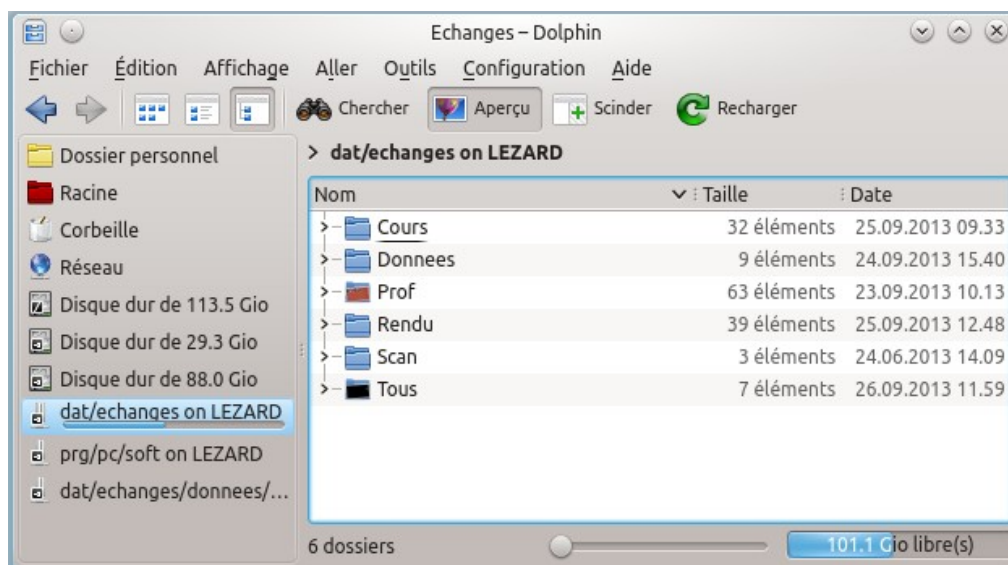 Echanges – Dolphin
Fichier Édition Affichage Aller Outils Configuration Aide
Chercher Aperçu Scinder Recharger
Dossier personnel
Racine
Corbeille
Réseau
Disque dur de 113.5 Gio
Disque dur de 29.3 Gio
Disque dur de 88.0 Gio
dat/echanges on LEZARD
prg/pc/soft on LEZARD
dat/echanges/donnees/...
> dat/echanges on LEZARD
Nom Taille Date
Cours 32 éléments 25.09.2013 09.33
Donnees 9 éléments 24.09.2013 15.40
Prof 63 éléments 23.09.2013 10.13
Rendu 39 éléments 25.09.2013 12.48
Scan 3 éléments 24.06.2013 14.09
Tous 7 éléments 26.09.2013 11.59
6 dossiers 101.1 Gio libre(s)